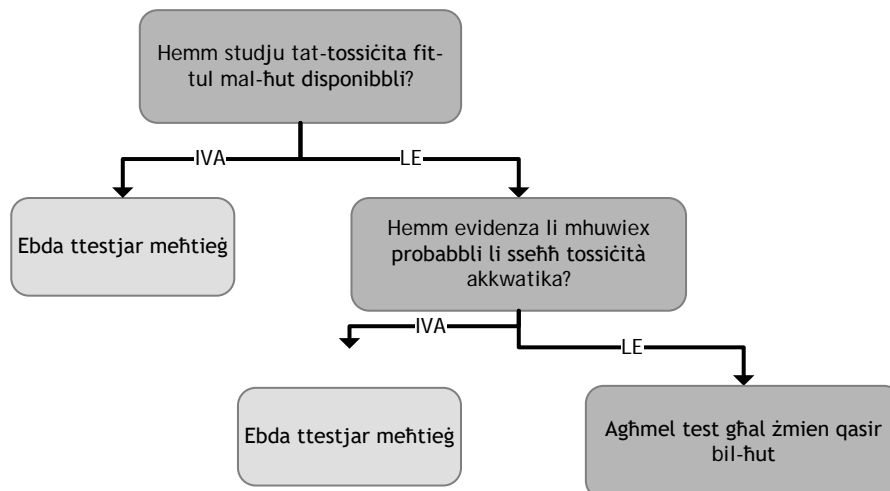 Hemm studju tat-tossiċita fit-
tul mal-ħut disponibbli?
IVA
LE
Ebda ttestjar meħtieġ
Hemm evidenza li mhuwiex
probabbli li sseħħ tossiċità
akkwatika?
IVA
LE
Ebda ttestjar meħtieġ
Agħmel test għal żmien qasir
bil-ħut